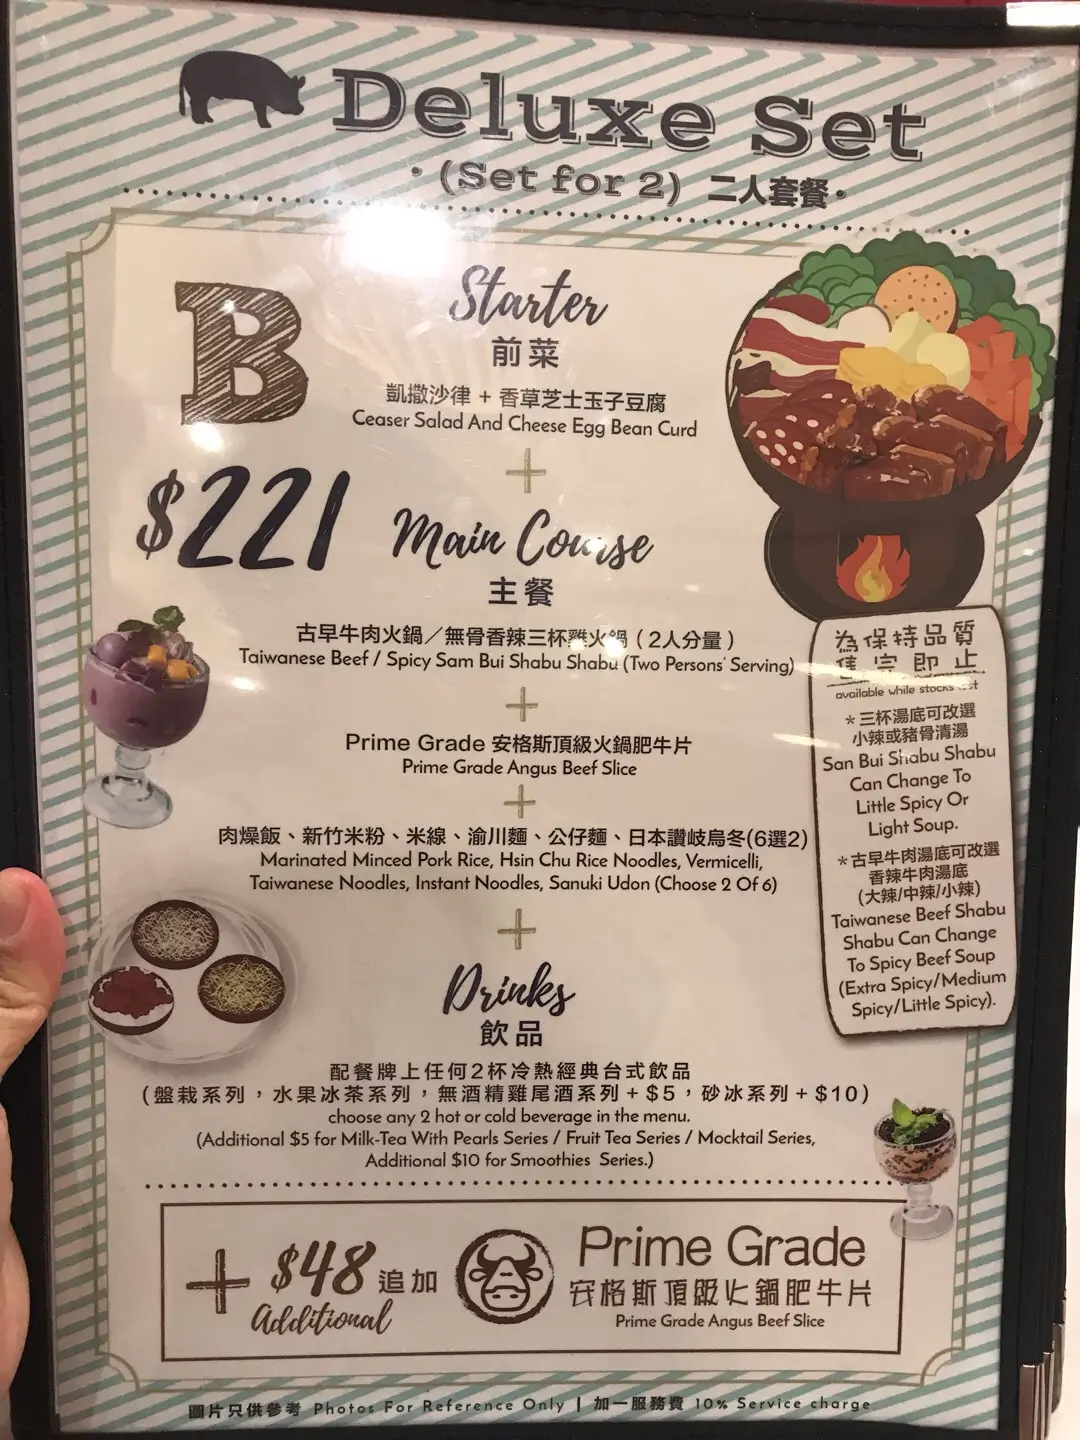 Deluxe Set
(Set for 2) 二人套餐
B
$221
Starter
前菜
凱撒沙律 + 香草芝士玉子豆腐
Ceaser Salad And Cheese Egg Bean Curd
+
Main Course
主餐
古早牛肉火鍋／無骨香辣三杯雞火鍋（2人分量）
Taiwanese Beef / Spicy Sam Bui Shabu Shabu (Two Persons' Serving)
+
Prime Grade 安格斯頂級火鍋肥牛片
Prime Grade Angus Beef Slice
+
肉燥飯、新竹米粉、米線、渝川麵、公仔麵、日本讚岐烏冬(6選2)
Marinated Minced Pork Rice, Hsin Chu Rice Noodles, Vermicelli,
Taiwanese Noodles, Instant Noodles, Sanuki Udon (Choose 2 Of 6)
+
Drinks
飲品
配餐牌上任何2杯冷熱經典台式飲品
(盤栽系列，水果冰茶系列，無酒精雞尾酒系列+$5，砂冰系列+$10)
choose any 2 hot or cold beverage in the menu.
(Additional $5 for Milk-Tea With Pearls Series / Fruit Tea Series / Mocktail Series,
Additional $10 for Smoothies Series.)
為保持品質
售完即止
available while stocks last
*三杯湯底可改選
小辣或豬骨清湯
San Bui Shabu Shabu
Can Change To
Little Spicy Or
Light Soup.
*古早牛肉湯底可改選
香辣牛肉湯底
(大辣/中辣/小辣)
Taiwanese Beef Shabu
Shabu Can Change
To Spicy Beef Soup
(Extra Spicy/Medium
Spicy/Little Spicy).
+ $48 追加
Additional
Prime Grade
安格斯頂級火鍋肥牛片
Prime Grade Angus Beef Slice
圖片只供參考 Photos For Reference Only | 加一服務費 10% Service charge